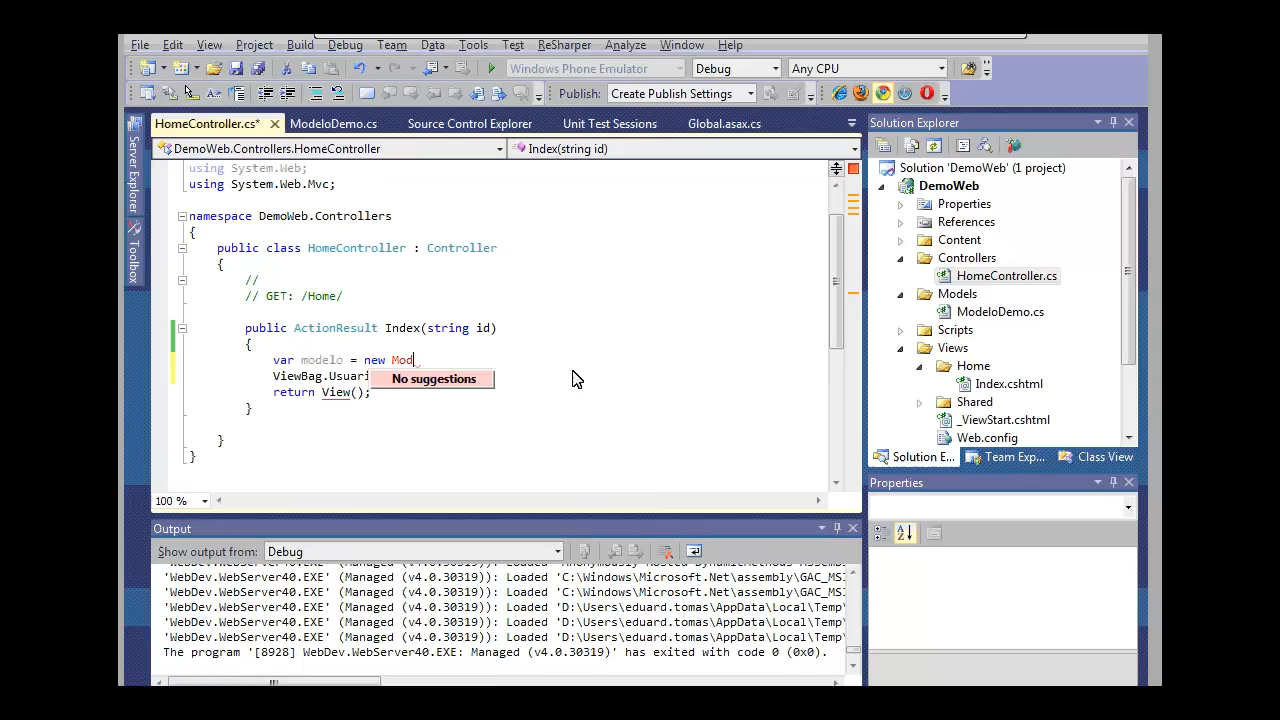 File Edit View Project Build Debug Team Data Tools Test ReSharper Analyze Window Help
Windows Phone Emulator Debug Any CPU
Publish: Create Publish Settings
HomeController.cs* ModeloDemo.cs Source Control Explorer Unit Test Sessions Global.asax.cs
DemoWeb.Controllers.HomeController Index(string id)
Server Explorer
Toolbox
using System.Web;
using System.Web.Mvc;
namespace DemoWeb.Controllers
{
public class HomeController : Controller
{
//
// GET: /Home/
public ActionResult Index(string id)
{
var modelo = new Mod
ViewBag.Usuari
No suggestions
return View();
}
}
}
100 %
Solution Explorer
Solution 'DemoWeb' (1 project)
DemoWeb
Properties
References
Content
Controllers
HomeController.cs
Models
ModeloDemo.cs
Scripts
Views
Home
Index.cshtml
Shared
_ViewStart.cshtml
Web.config
Solution E... Team Exp... Class View
Properties
Output
Show output from: Debug
'WebDev.WebServer40.EXE' (Managed (v4.0.30319)): Loaded 'C:\Windows\Microsoft.Net\assembly\GAC_MSI
'WebDev.WebServer40.EXE' (Managed (v4.0.30319)): Loaded 'C:\Windows\Microsoft.Net\assembly\GAC_MSI
'WebDev.WebServer40.EXE' (Managed (v4.0.30319)): Loaded 'D:\Users\eduard.tomas\AppData\Local\Temp\
'WebDev.WebServer40.EXE' (Managed (v4.0.30319)): Loaded 'D:\Users\eduard.tomas\AppData\Local\Temp\
'WebDev.WebServer40.EXE' (Managed (v4.0.30319)): Loaded 'D:\Users\eduard.tomas\AppData\Local\Temp\
The program '[8928] WebDev.WebServer40.EXE: Managed (v4.0.30319)' has exited with code 0 (0x0).